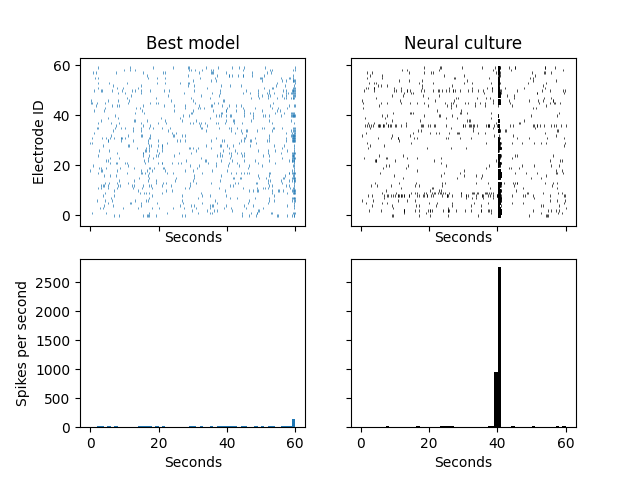 Best model
Neural culture
60
40
20
0
Electrode ID
Seconds
Seconds
2500
2000
1500
1000
500
0
Spikes per second
0 20 40 60
0 20 40 60
Seconds
Seconds